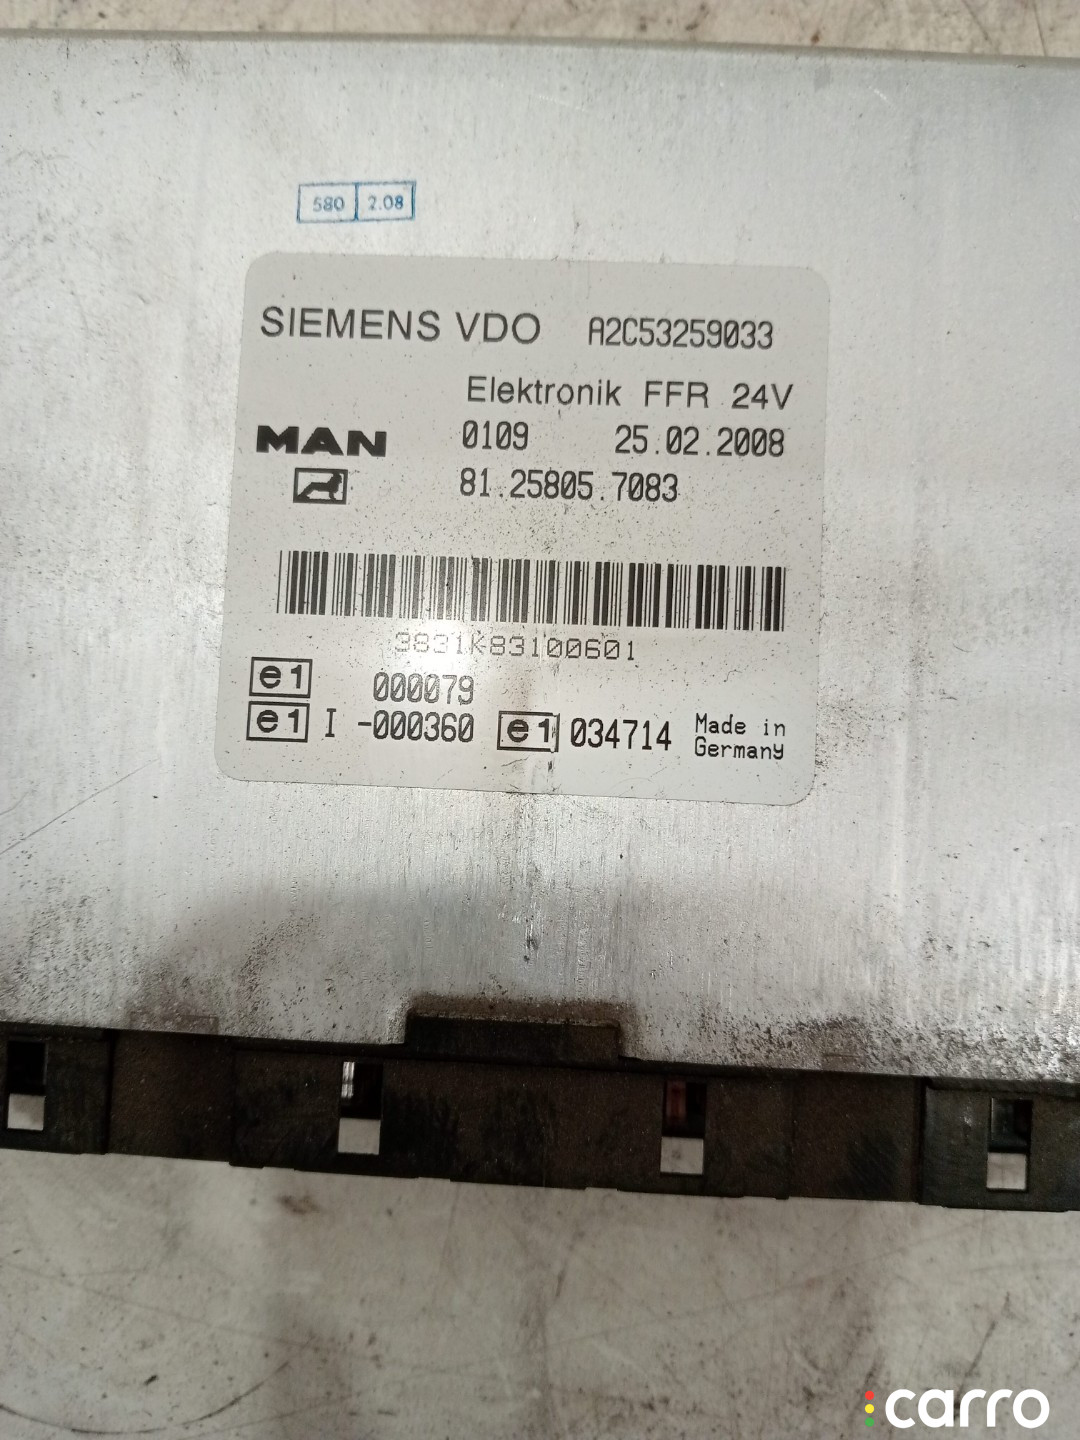 580 2.08
SIEMENS VDO A2C53259033
Elektronik FFR 24V
MAN 0109 25.02.2008
81.25805.7083
3831K83100601
e1 000079
e1 I -000360 e1 034714 Made in
Germany
carro